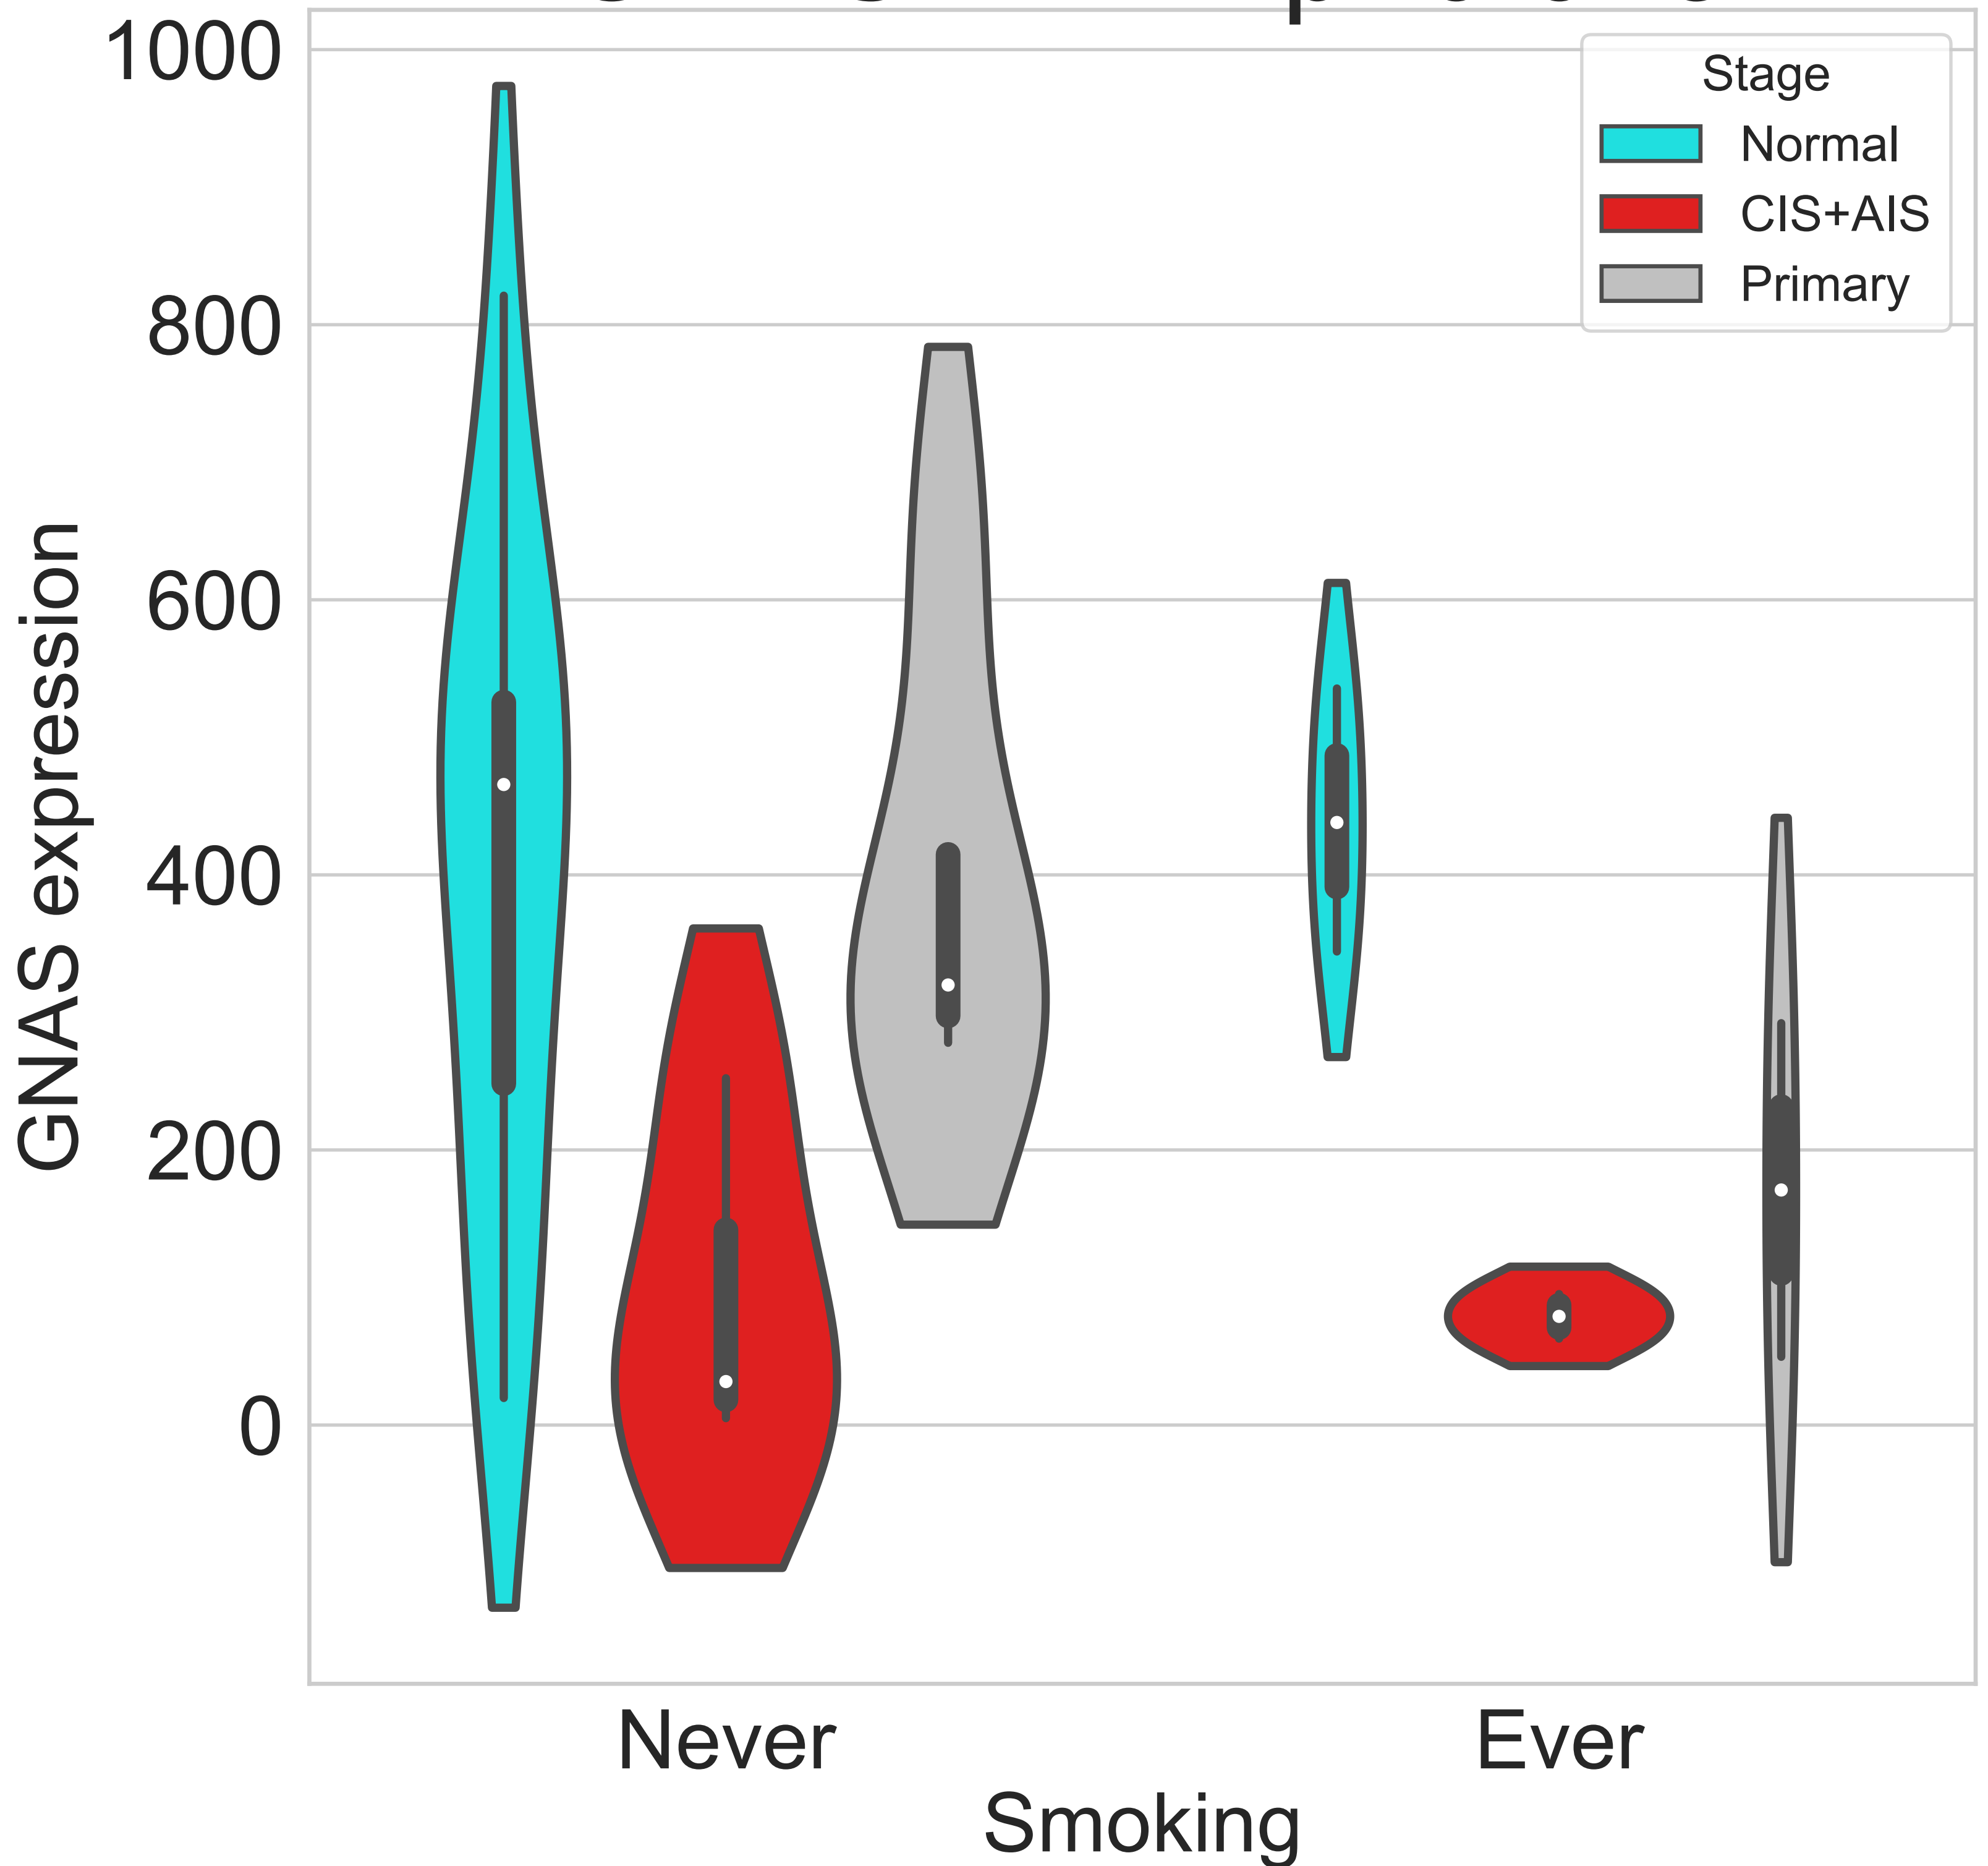 1000
800
600
400
200
0
GNAS expression
Stage
Normal
CIS+AIS
Primary
Never
Ever
Smoking